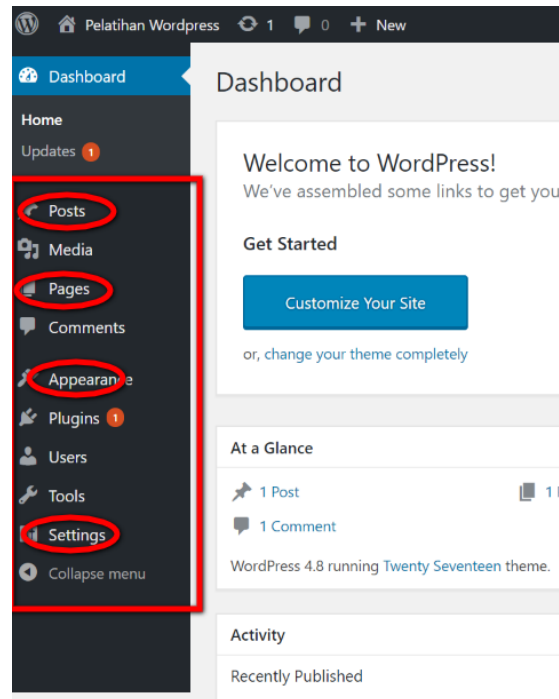 Pelatihan Wordpress 1 0 New
Dashboard
Home
Updates 1
Posts
Media
Pages
Comments
Appearance
Plugins 1
Users
Tools
Settings
Collapse menu
Dashboard
Welcome to WordPress!
We've assembled some links to get you
Get Started
Customize Your Site
or, change your theme completely
At a Glance
1 Post
1
1 Comment
WordPress 4.8 running Twenty Seventeen theme.
Activity
Recently Published